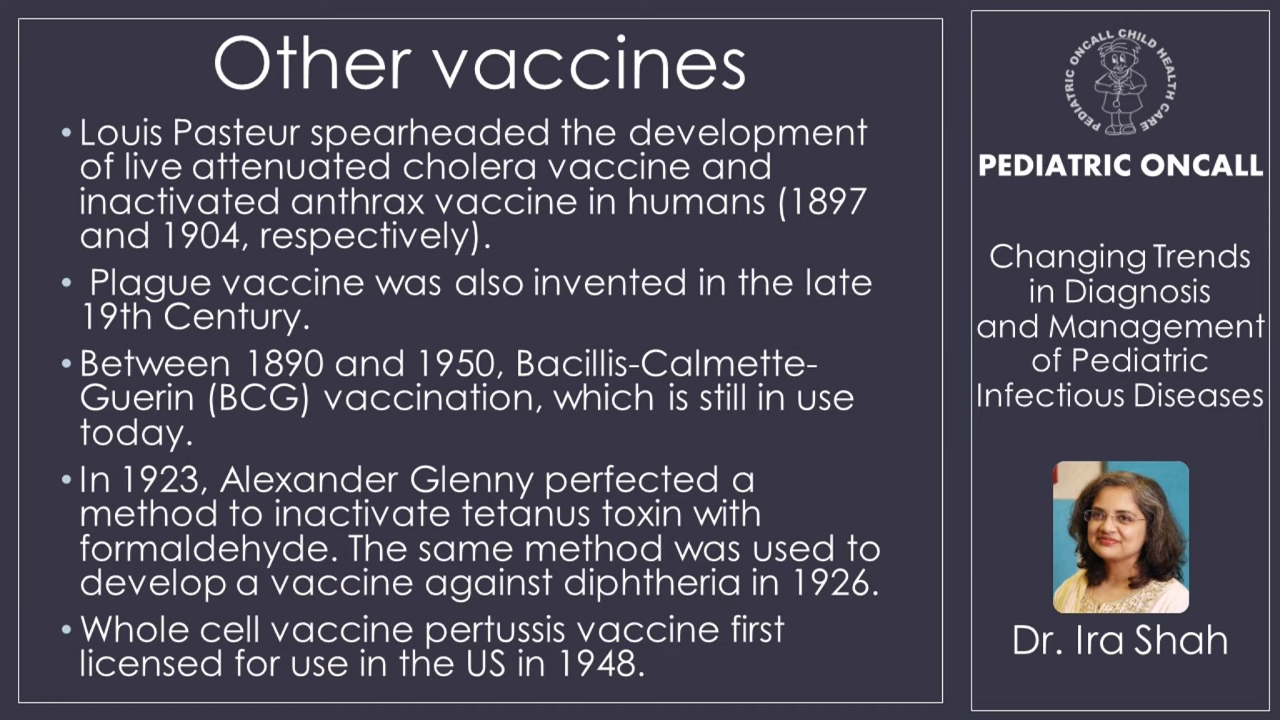 Other vaccines
• Louis Pasteur spearheaded the development
of live attenuated cholera vaccine and
inactivated anthrax vaccine in humans (1897
and 1904, respectively).
• Plague vaccine was also invented in the late
19th Century.
• Between 1890 and 1950, Bacillis-Calmette-
Guerin (BCG) vaccination, which is still in use
today.
• In 1923, Alexander Glenny perfected a
method to inactivate tetanus toxin with
formaldehyde. The same method was used to
develop a vaccine against diphtheria in 1926.
• Whole cell vaccine pertussis vaccine first
licensed for use in the US in 1948.
PEDIATRIC ONCALL CHILD HEALTH CARE
PEDIATRIC ONCALL
Changing Trends
in Diagnosis
and Management
of Pediatric
Infectious Diseases
Dr. Ira Shah